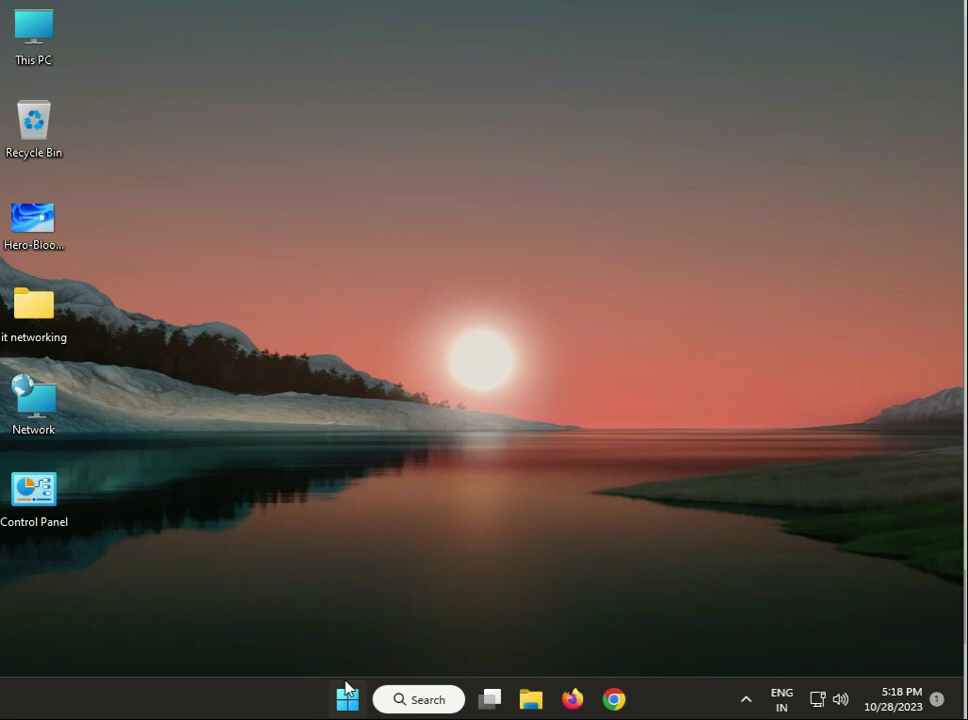 This PC
Recycle Bin
Hero-Bloo...
it networking
Network
Control Panel
Search
ENG
IN
5:18 PM
10/28/2023
1